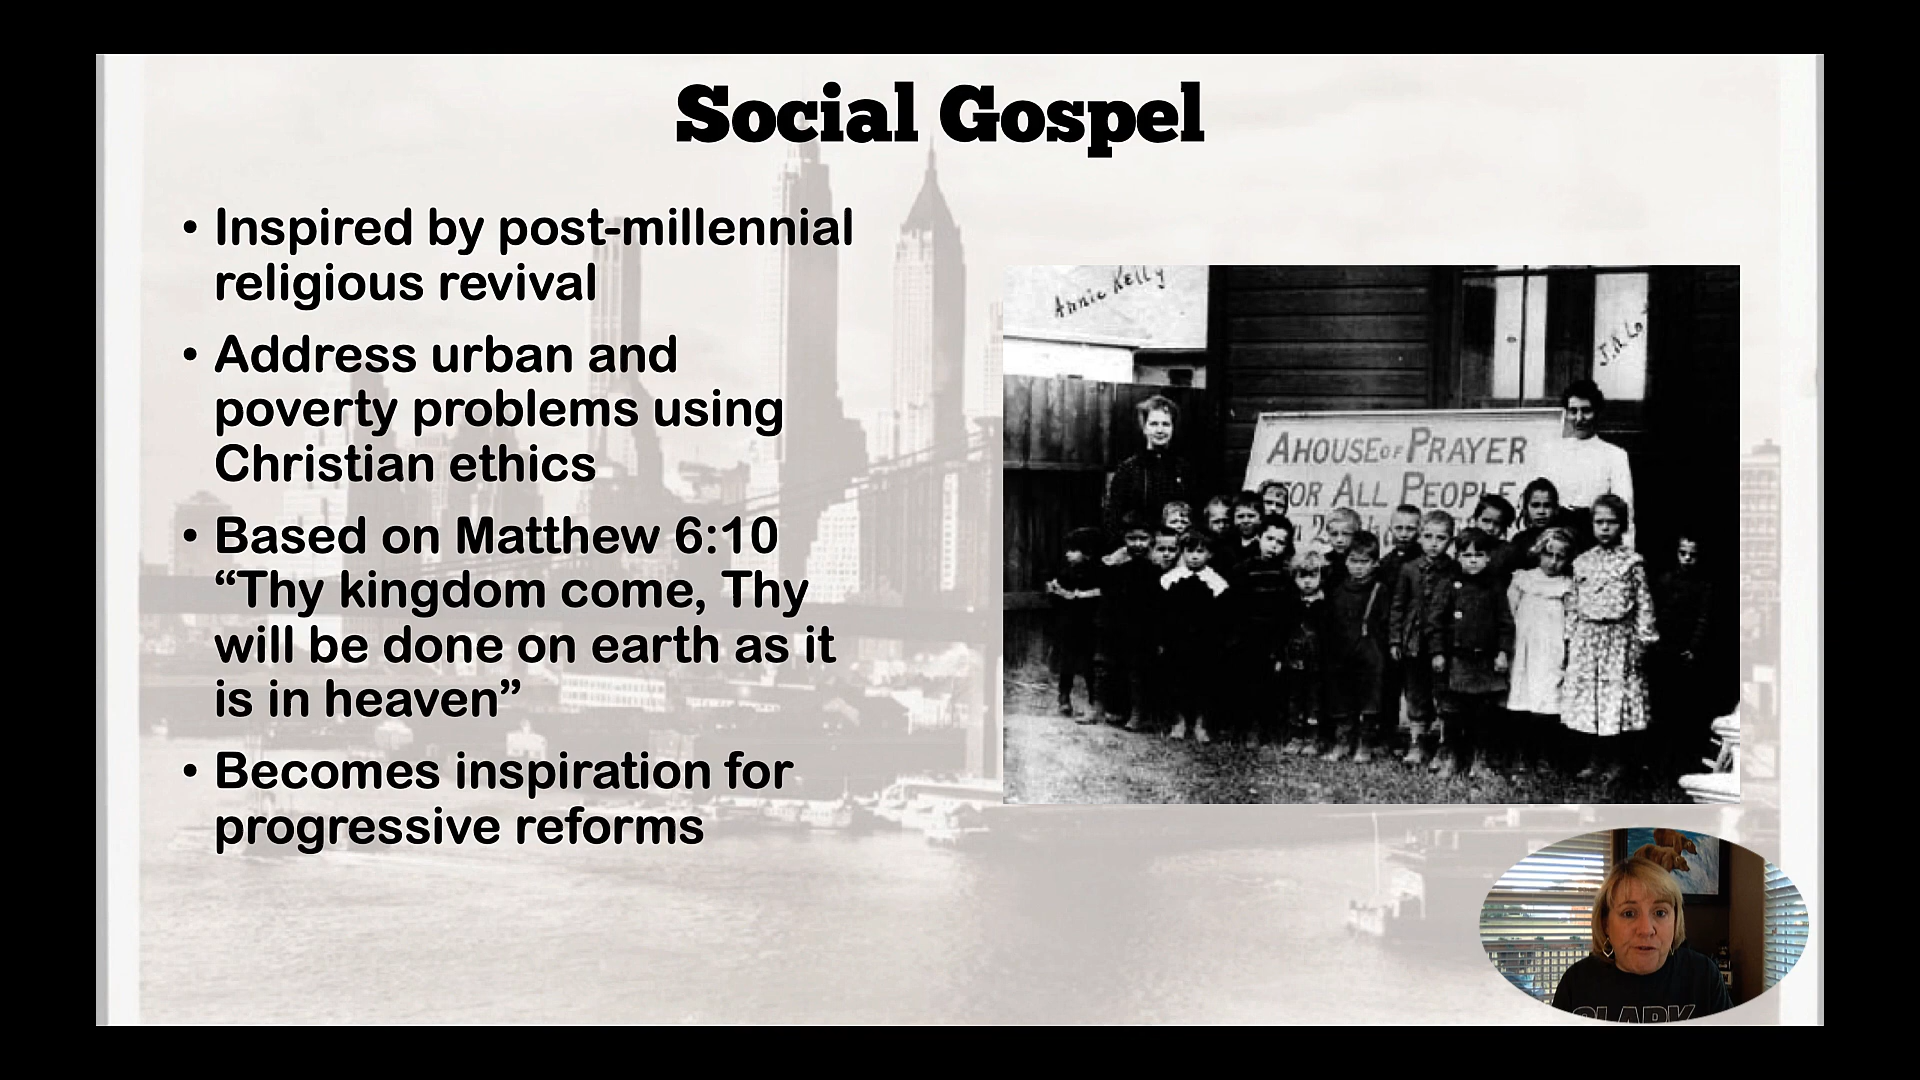 Social Gospel
• Inspired by post-millennial
religious revival
• Address urban and
poverty problems using
Christian ethics
• Based on Matthew 6:10
“Thy kingdom come, Thy
will be done on earth as it
is in heaven”
• Becomes inspiration for
progressive reforms
Annie Kelly
A HOUSE OF PRAYER
FOR ALL PEOPLE
CLARK